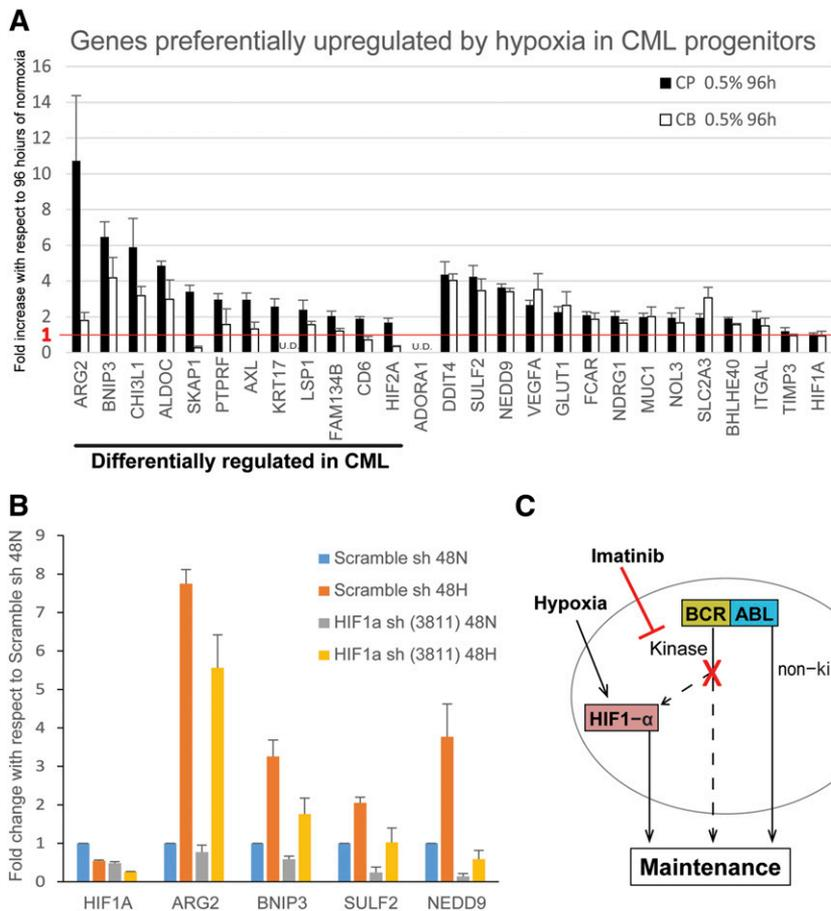 A
Genes preferentially upregulated by hypoxia in CML progenitors
Fold increase with respect to 96 hoiurs of normoxia
16
14
12
10
8
6
4
2
1
0
CP 0.5% 96h
CB 0.5% 96h
U.D.
U.D.
ARG2
BNIP3
CHI3L1
ALDOC
SKAP1
PTPRF
AXL
KRT17
LSP1
FAM134B
CD6
HIF2A
ADORA1
DDIT4
SULF2
NEDD9
VEGFA
GLUT1
FCAR
NDRG1
MUC1
NOL3
SLC2A3
BHLHE40
ITGAL
TIMP3
HIF1A
Differentially regulated in CML
B
Fold change with respect to Scramble sh 48N
9
8
7
6
5
4
3
2
1
0
Scramble sh 48N
Scramble sh 48H
HIF1a sh (3811) 48N
HIF1a sh (3811) 48H
HIF1A
ARG2
BNIP3
SULF2
NEDD9
C
Imatinib
Hypoxia
BCR ABL
Kinase
non-ki
HIF1-α
Maintenance